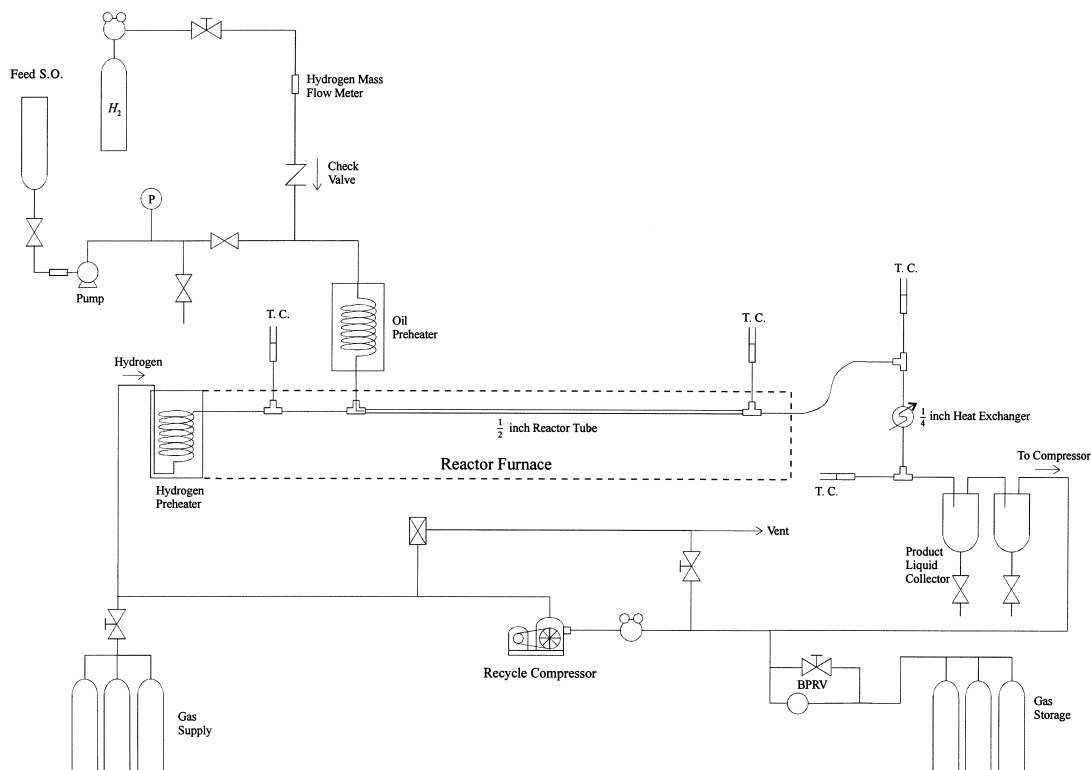 Feed S.O.
H₂
Hydrogen Mass
Flow Meter
Check
Valve
P
Pump
T. C.
Oil
Preheater
T. C.
T. C.
Hydrogen
1/2 inch Reactor Tube
1/4 inch Heat Exchanger
Reactor Furnace
To Compressor
T. C.
Hydrogen
Preheater
Vent
Product
Liquid
Collector
Recycle Compressor
BPRV
Gas
Supply
Gas
Storage